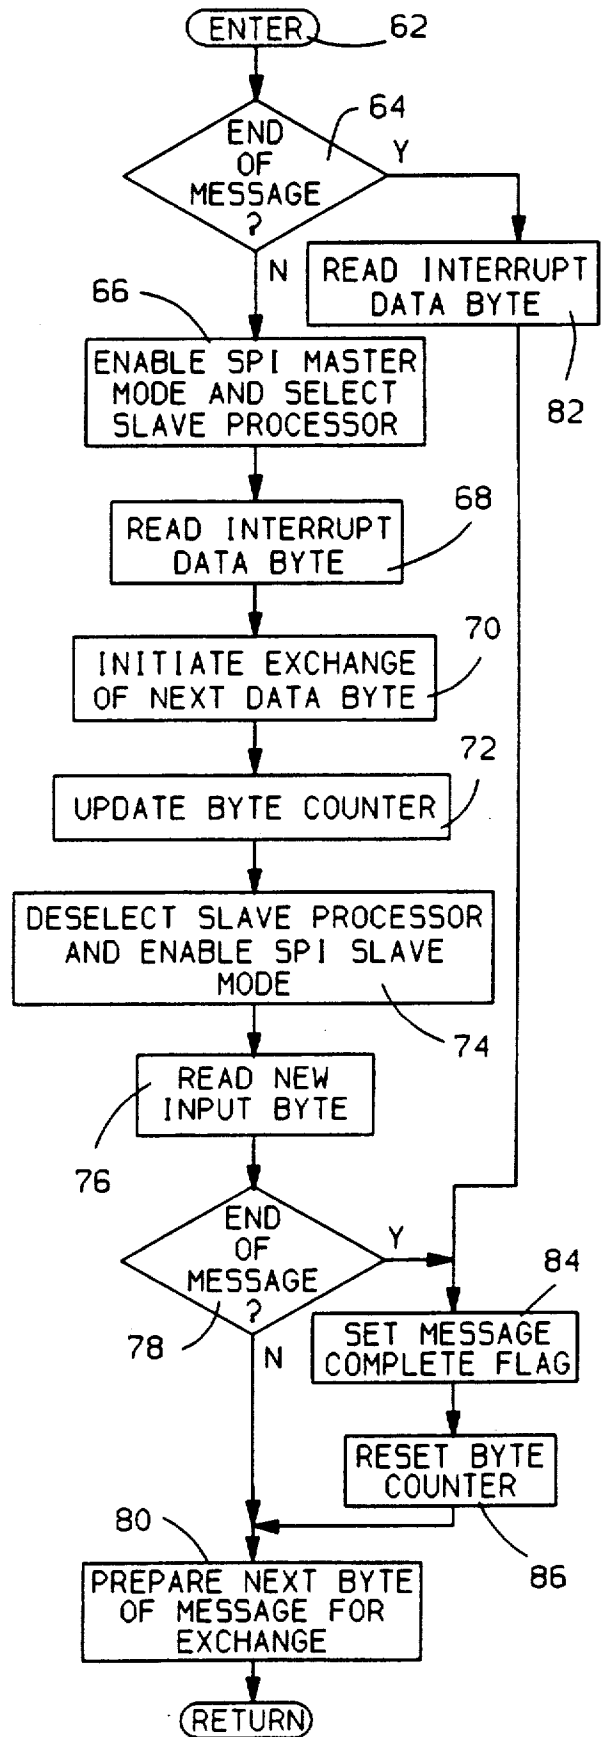 ENTER
62
64
END
OF
MESSAGE
?
Y
N
READ INTERRUPT
DATA BYTE
82
66
ENABLE SPI MASTER
MODE AND SELECT
SLAVE PROCESSOR
68
READ INTERRUPT
DATA BYTE
70
INITIATE EXCHANGE
OF NEXT DATA BYTE
72
UPDATE BYTE COUNTER
DESELECT SLAVE PROCESSOR
AND ENABLE SPI SLAVE
MODE
74
READ NEW
INPUT BYTE
76
END
OF
MESSAGE
?
Y
78
N
84
SET MESSAGE
COMPLETE FLAG
RESET BYTE
COUNTER
86
80
PREPARE NEXT BYTE
OF MESSAGE FOR
EXCHANGE
RETURN